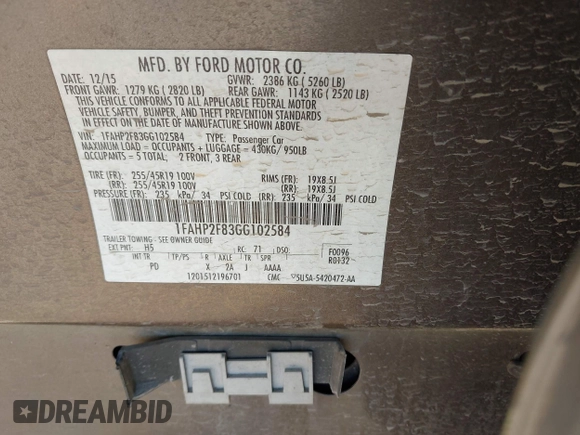 MFD. BY FORD MOTOR CO.
DATE: 12/15 GVWR: 2386 KG ( 5260 LB)
FRONT GAWR: 1279 KG ( 2820 LB) REAR GAWR: 1143 KG ( 2520 LB)
THIS VEHICLE CONFORMS TO ALL APPLICABLE FEDERAL MOTOR
VEHICLE SAFETY, BUMPER, AND THEFT PREVENTION STANDARDS
IN EFFECT ON THE DATE OF MANUFACTURE SHOWN ABOVE.
VIN: 1FAHP2F83GG102584 TYPE: Passenger Car
MAXIMUM LOAD = OCCUPANTS + LUGGAGE = 430KG/ 950LB
OCCUPANTS = 5 TOTAL: 2 FRONT, 3 REAR
TIRE (FR): 255/45R19 100V RIMS (FR): 19X8.5J
(RR): 255/45R19 100V (RR): 19X8.5J
PRESSURE (FR): 235 kPa/ 34 PSI COLD (RR): 235 kPa/ 34 PSI COLD
1FAHP2F83GG102584
TRAILER TOWING - SEE OWNER GUIDE
EXT PNT: H5 RC: 71 DSO: F0096
R0132
INT TR TP/PS R AXLE TR SPR
PD X 2A J AAAA
1201512196701 CMC 5U5A-5420472-AA
DREAMBID